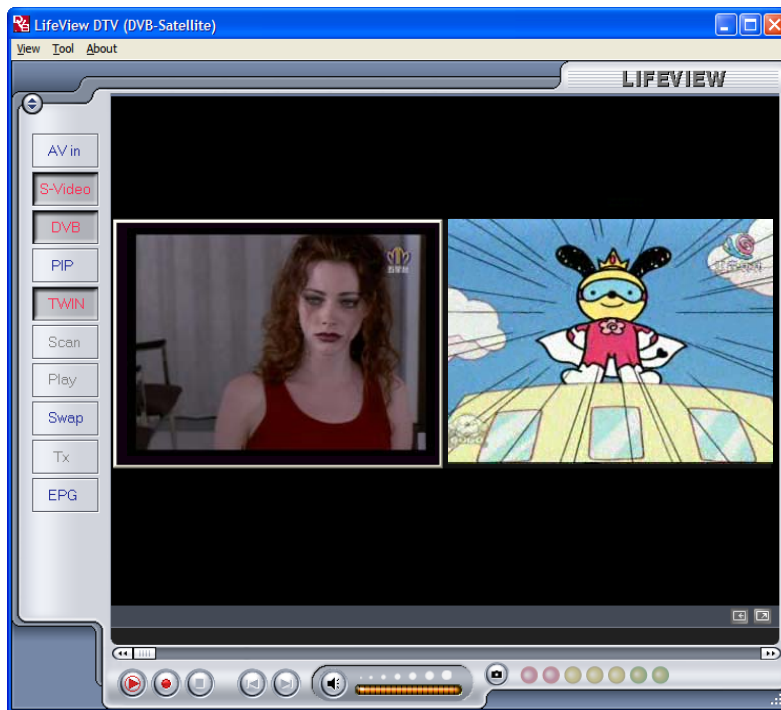 LifeView DTV (DVB-Satellite)
View Tool About
LIFEVIEW
AV in
S-Video
DVB
PIP
TWIN
Scan
Play
Swap
Tx
EPG